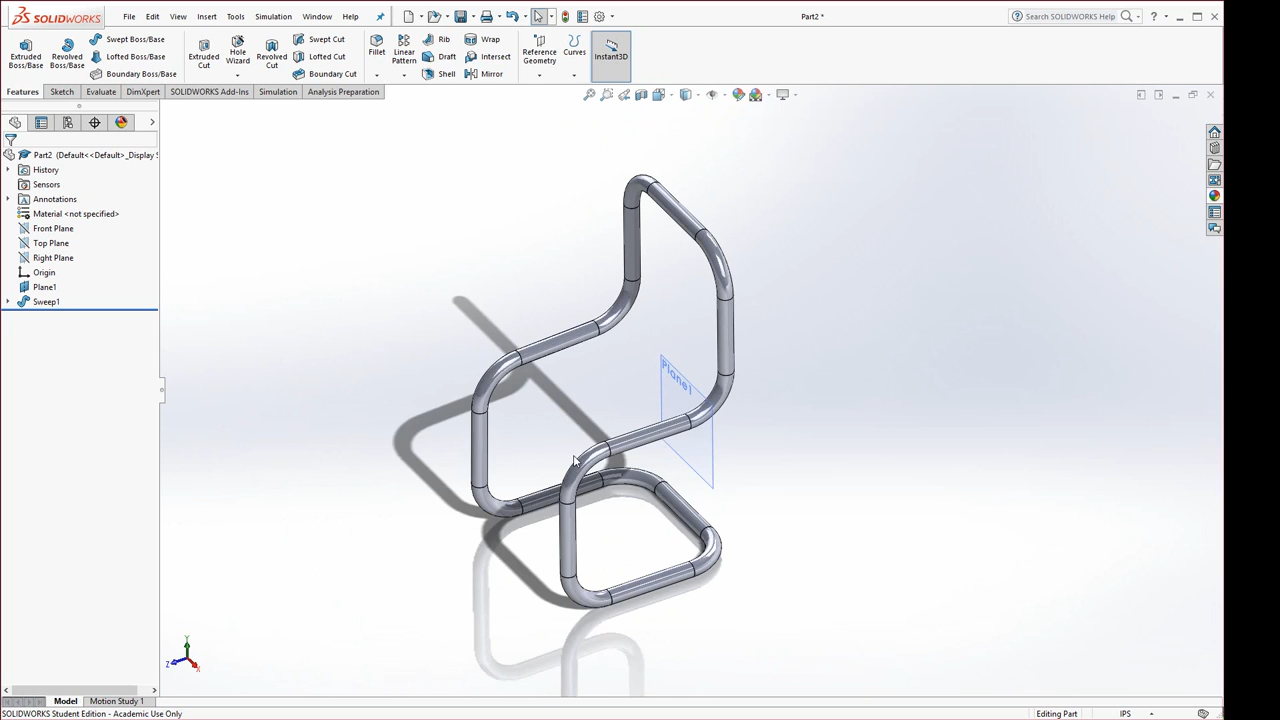 SOLIDWORKS File Edit View Insert Tools Simulation Window Help Part2 * Search SOLIDWORKS Help
Extruded Boss/Base
Revolved Boss/Base
Swept Boss/Base
Lofted Boss/Base
Boundary Boss/Base
Extruded Cut
Hole Wizard
Revolved Cut
Swept Cut
Lofted Cut
Boundary Cut
Fillet
Linear Pattern
Rib
Draft
Shell
Wrap
Intersect
Mirror
Reference Geometry
Curves
Instant3D
Features Sketch Evaluate DimXpert SOLIDWORKS Add-Ins Simulation Analysis Preparation
Part2 (Default<<Default>_Display S
History
Sensors
Annotations
Material <not specified>
Front Plane
Top Plane
Right Plane
Origin
Plane1
Sweep1
Plane1
Y
Z
X
Model Motion Study 1
SOLIDWORKS Student Edition - Academic Use Only Editing Part IPS